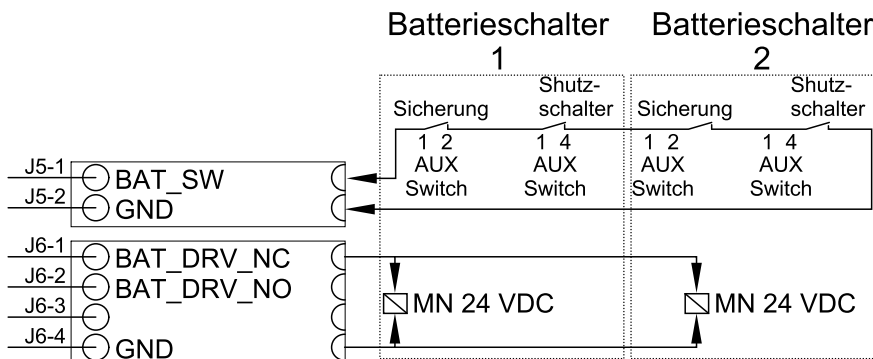 Batterieschalter
1
Batterieschalter
2
Sicherung
Shutz-
schalter
Sicherung
Shutz-
schalter
1 2
AUX
Switch
1 4
AUX
Switch
1 2
AUX
Switch
1 4
AUX
Switch
J5-1
BAT_SW
J5-2
GND
J6-1
BAT_DRV_NC
J6-2
BAT_DRV_NO
J6-3
J6-4
GND
MN 24 VDC
MN 24 VDC